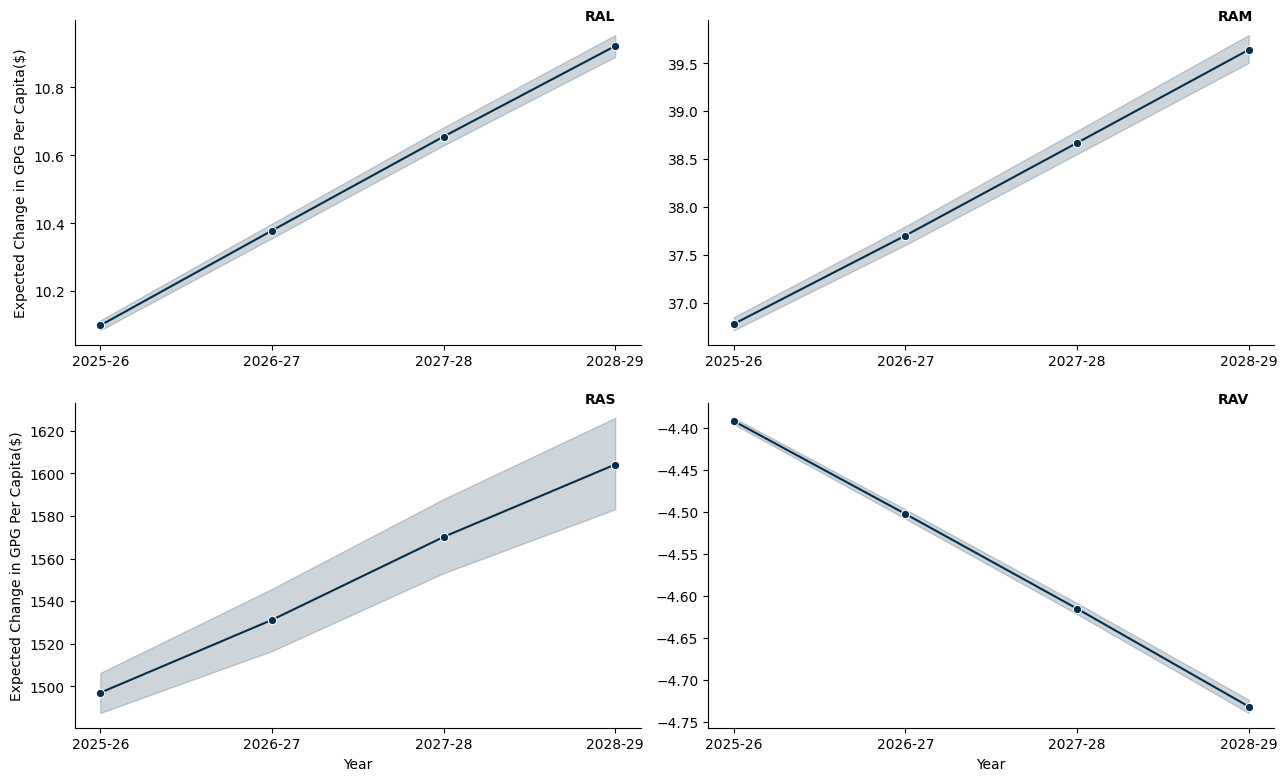 RAL
Expected Change in GPG Per Capita($)
10.8
10.6
10.4
10.2
2025-26 2026-27 2027-28 2028-29
RAM
39.5
39.0
38.5
38.0
37.5
37.0
2025-26 2026-27 2027-28 2028-29
RAS
Expected Change in GPG Per Capita($)
1620
1600
1580
1560
1540
1520
1500
2025-26 2026-27 2027-28 2028-29
Year
RAV
−4.40
−4.45
−4.50
−4.55
−4.60
−4.65
−4.70
−4.75
2025-26 2026-27 2027-28 2028-29
Year